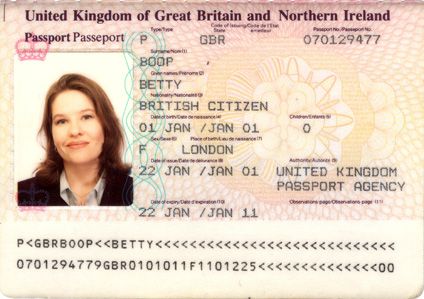 United Kingdom of Great Britain and Northern Ireland
Passport Passeport
Type/Type
Code of Issuing/Code de l'Etat
State émetteur
Passport No./Passeport No.
P GBR 070129477
Surname/Nom(1)
BOOP
Given names/Prénoms (2)
BETTY
Nationality/Nationalité (3)
BRITISH CITIZEN
Date of birth/Date de naissance (4)
Children/Enfants (5)
01 JAN /JAN 01 0
Sex/Sexe (6) Place of birth/Lieu de naissance (7)
F LONDON
Date of issue/Date de délivrance (8) Authority/Autorité (9)
22 JAN /JAN 01 UNITED KINGDOM
PASSPORT AGENCY
Date of expiry/Date d'expiration (10) Observations page/Observations page (11)
22 JAN /JAN 11
P<GBRBOOP<<BETTY<<<<<<<<<<<<<<<<<<<<<<<<<<<<
0701294779GBR0101011F1101225<<<<<<<<<<<<<<00